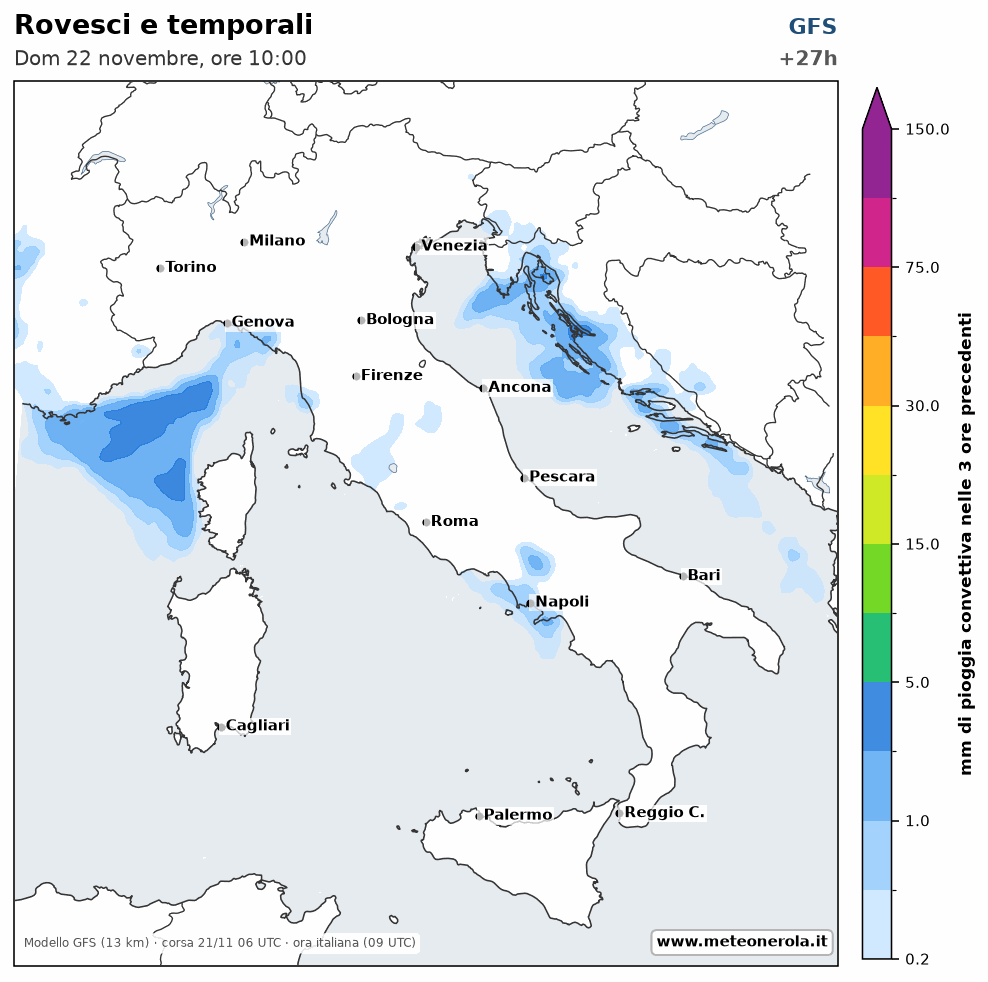 Rovesci e temporali
GFS
Dom 22 novembre, ore 10:00
+27h
150.0
75.0
30.0
15.0
5.0
1.0
0.2
mm di pioggia convettiva nelle 3 ore precedenti
Milano
Venezia
Torino
Genova
Bologna
Firenze
Ancona
Pescara
Roma
Bari
Napoli
Cagliari
Palermo
Reggio C.
Modello GFS (13 km) · corsa 21/11 06 UTC · ora italiana (09 UTC)
www.meteonerola.it